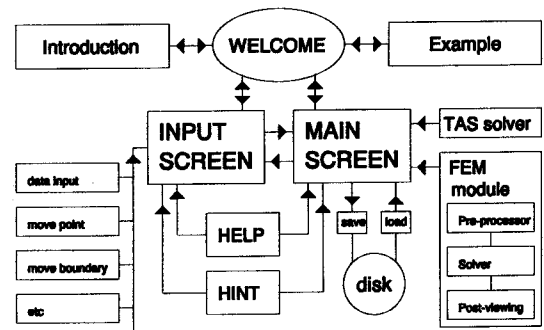 Introduction
WELCOME
Example
INPUT
SCREEN
MAIN
SCREEN
TAS solver
FEM
module
data input
move point
move boundary
etc
HELP
HINT
save
load
disk
Pre-processor
Solver
Post-viewing